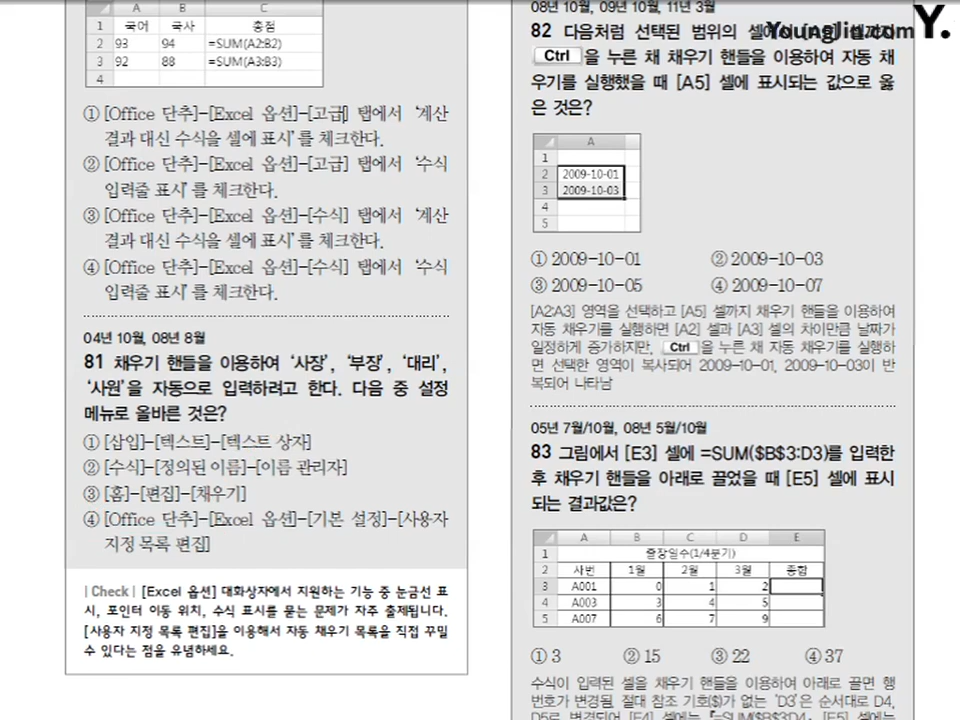 A B C
1 국어 국사 총점
2 93 94 =SUM(A2:B2)
3 92 88 =SUM(A3:B3)
4
① [Office 단추]-[Excel 옵션]-[고급] 탭에서 '계산
결과 대신 수식을 셀에 표시'를 체크한다.
② [Office 단추]-[Excel 옵션]-[고급] 탭에서 '수식
입력줄 표시'를 체크한다.
③ [Office 단추]-[Excel 옵션]-[수식] 탭에서 '계산
결과 대신 수식을 셀에 표시'를 체크한다.
④ [Office 단추]-[Excel 옵션]-[수식] 탭에서 '수식
입력줄 표시'를 체크한다.
04년 10월, 08년 8월
81 채우기 핸들을 이용하여 '사장', '부장', '대리',
'사원'을 자동으로 입력하려고 한다. 다음 중 설정
메뉴로 올바른 것은?
① [삽입]-[텍스트]-[텍스트 상자]
② [수식]-[정의된 이름]-[이름 관리자]
③ [홈]-[편집]-[채우기]
④ [Office 단추]-[Excel 옵션]-[기본 설정]-[사용자
지정 목록 편집]
| Check | [Excel 옵션] 대화상자에서 지원하는 기능 중 눈금선 표
시, 포인터 이동 위치, 수식 표시를 묻는 문제가 자주 출제됩니다.
[사용자 지정 목록 편집]을 이용해서 자동 채우기 목록을 직접 꾸밀
수 있다는 점을 유념하세요.
08년 10월, 09년 10월, 11년 3월
YoungJin.com Y.
82 다음처럼 선택된 범위의
Ctrl 을 누른 채 채우기 핸들을 이용하여 자동 채
우기를 실행했을 때 [A5] 셀에 표시되는 값으로 옳
은 것은?
A
1
2 2009-10-01
3 2009-10-03
4
5
① 2009-10-01 ② 2009-10-03
③ 2009-10-05 ④ 2009-10-07
[A2:A3] 영역을 선택하고 [A5] 셀까지 채우기 핸들을 이용하여
자동 채우기를 실행하면 [A2] 셀과 [A3] 셀의 차이만큼 날짜가
일정하게 증가하지만, Ctrl 을 누른 채 자동 채우기를 실행하
면 선택한 영역이 복사되어 2009-10-01, 2009-10-03이 반
복되어 나타남
05년 7월/10월, 08년 5월/10월
83 그림에서 [E3] 셀에 =SUM($B$3:D3)를 입력한
후 채우기 핸들을 아래로 끌었을 때 [E5] 셀에 표시
되는 결과값은?
A B C D E
1 출장일수(1/4분기)
2 사번 1월 2월 3월 종합
3 A001 0 1 2
4 A003 3 4 5
5 A007 6 7 9
① 3 ② 15 ③ 22 ④ 37
수식이 입력된 셀을 채우기 핸들을 이용하여 아래로 끌면 행
번호가 변경됨. 절대 참조 기호($)가 없는 'D3'은 순서대로 D4,
D5로 변경되어 [E4] 셀에는 『=SUM($B$3:D4』, [E5] 셀에는